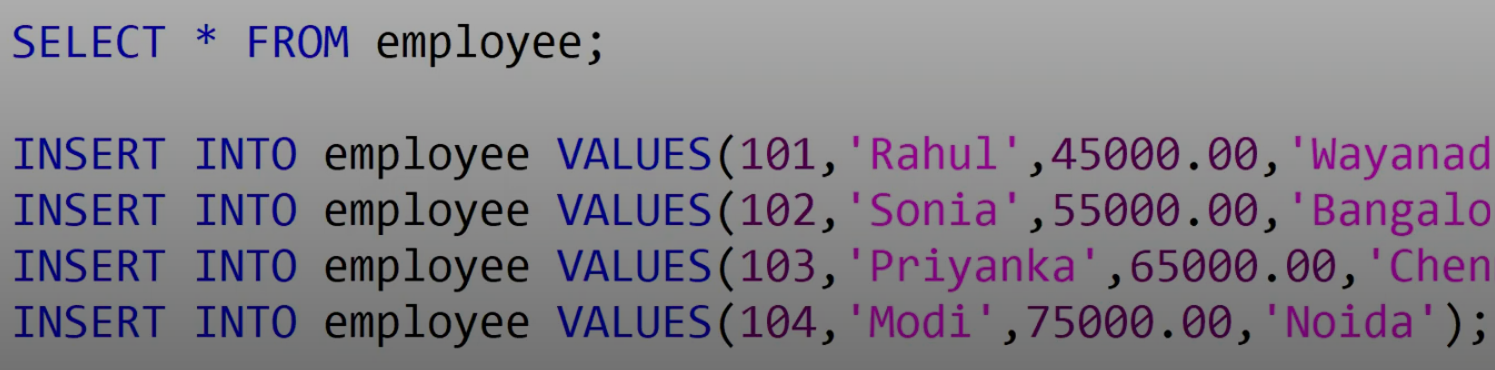 SELECT * FROM employee;
INSERT INTO employee VALUES(101,'Rahul',45000.00,'Wayanad
INSERT INTO employee VALUES(102,'Sonia',55000.00,'Bangalo
INSERT INTO employee VALUES(103,'Priyanka',65000.00,'Chen
INSERT INTO employee VALUES(104,'Modi',75000.00,'Noida');